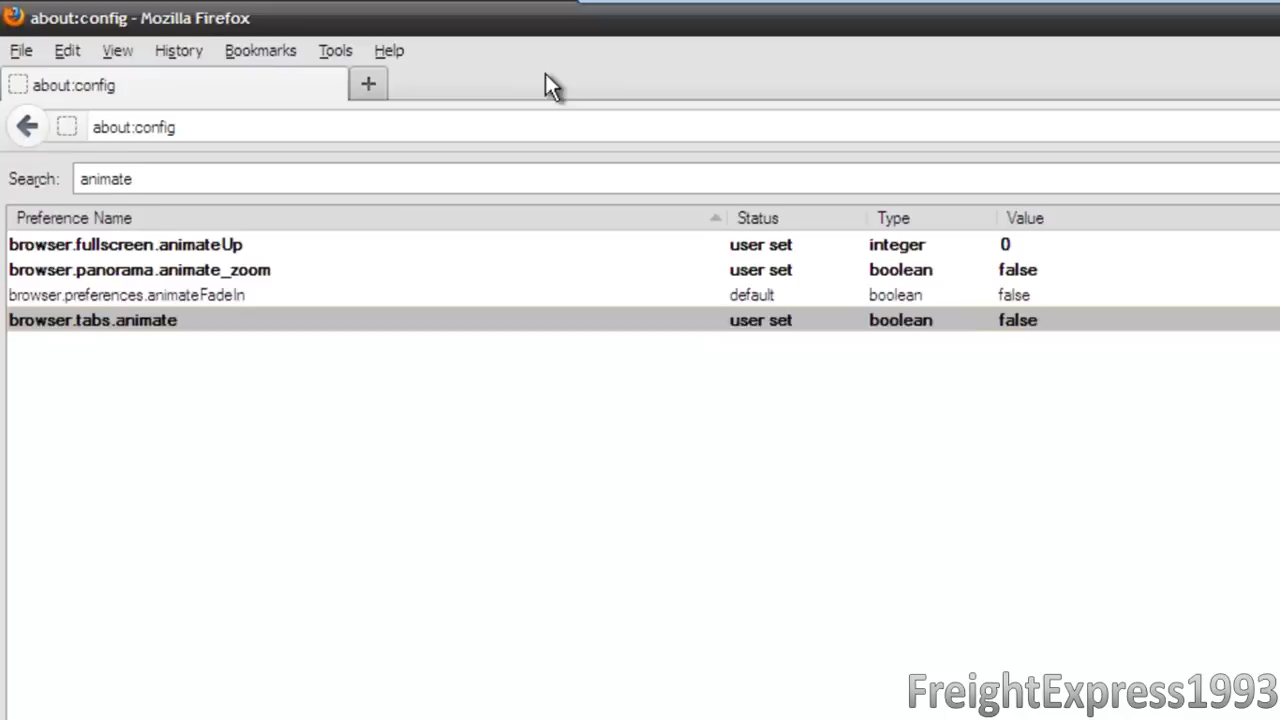 about:config - Mozilla Firefox
File Edit View History Bookmarks Tools Help
about:config +
about:config
Search: animate
Preference Name Status Type Value
browser.fullscreen.animateUp user set integer 0
browser.panorama.animate_zoom user set boolean false
browser.preferences.animateFadeIn default boolean false
browser.tabs.animate user set boolean false
FreightExpress1993